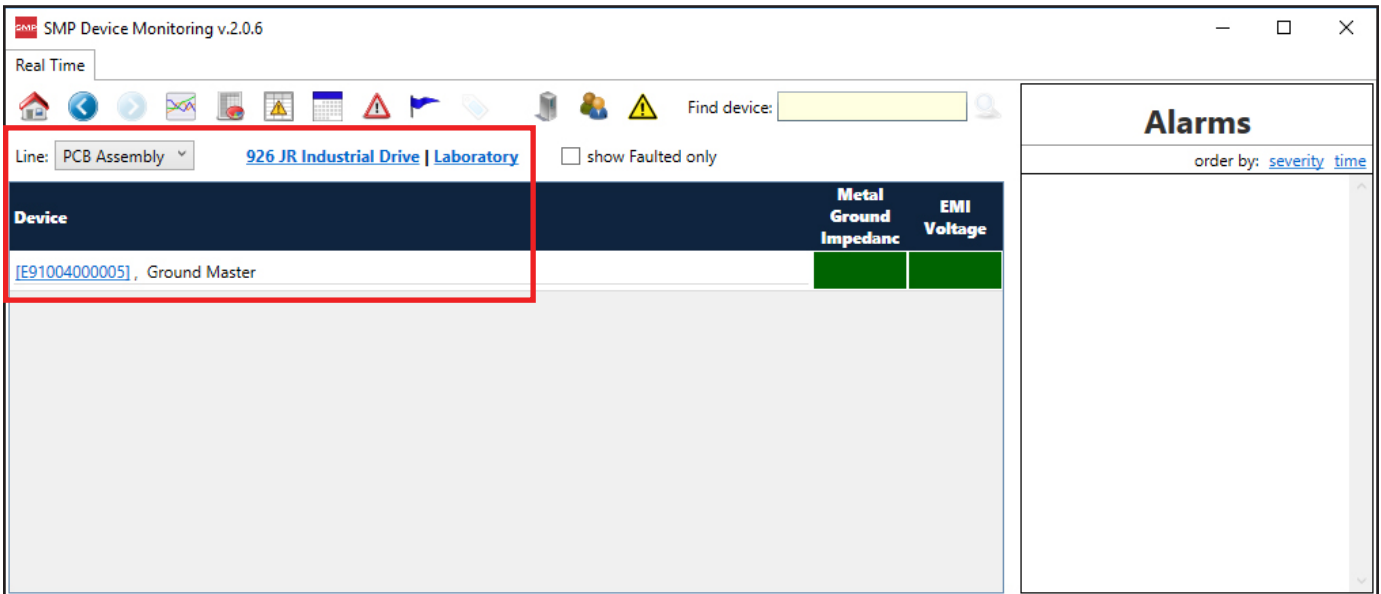 SMP SMP Device Monitoring v.2.0.6
Real Time
Find device:
Line: PCB Assembly 926 JR Industrial Drive | Laboratory show Faulted only
Device Metal Ground Impedanc EMI Voltage
[E91004000005] , Ground Master
Alarms
order by: severity time